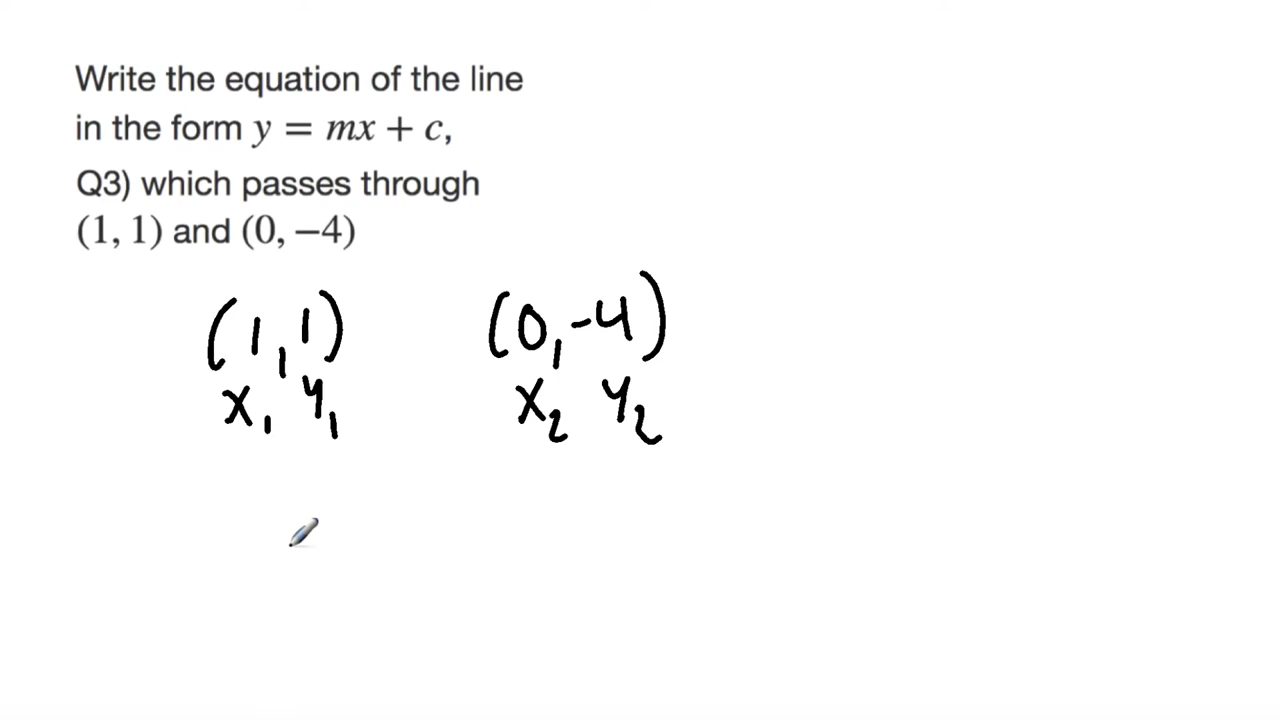 Write the equation of the line
in the form y = mx + c,
Q3) which passes through
(1, 1) and (0, −4)
(1,1) (0,-4)
x₁ y₁ x₂ y₂